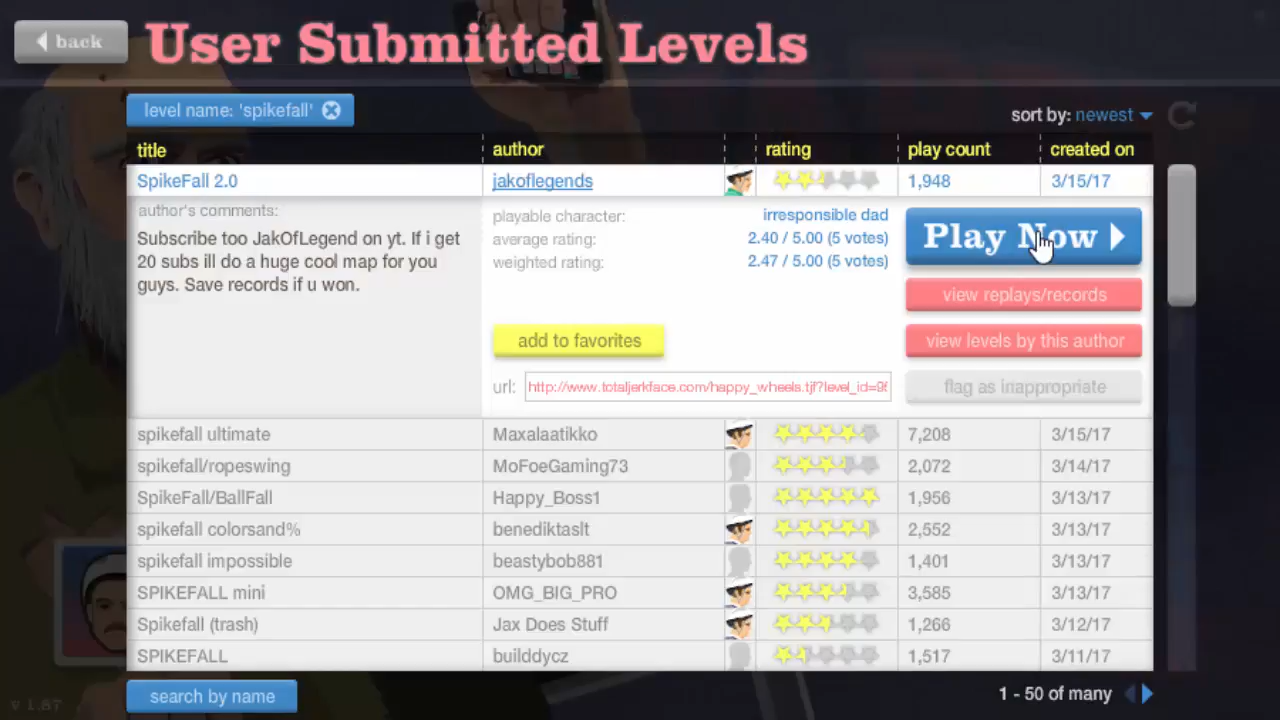 back
User Submitted Levels
level name: 'spikefall'
sort by: newest
title author rating play count created on
SpikeFall 2.0 jakoflegends 1,948 3/15/17
author's comments:
Subscribe too JakOfLegend on yt. If i get
20 subs ill do a huge cool map for you
guys. Save records if u won.
playable character: irresponsible dad
average rating: 2.40 / 5.00 (5 votes)
weighted rating: 2.47 / 5.00 (5 votes)
add to favorites
url: http://www.totaljerkface.com/happy_wheels.tjf?level_id=9
Play Now
view replays/records
view levels by this author
flag as inappropriate
spikefall ultimate Maxalaatikko 7,208 3/15/17
spikefall/ropeswing MoFoeGaming73 2,072 3/14/17
SpikeFall/BallFall Happy_Boss1 1,956 3/13/17
spikefall colorsand% benediktaslt 2,552 3/13/17
spikefall impossible beastybob881 1,401 3/13/17
SPIKEFALL mini OMG_BIG_PRO 3,585 3/13/17
Spikefall (trash) Jax Does Stuff 1,266 3/12/17
SPIKEFALL builddycz 1,517 3/11/17
search by name
1 - 50 of many
v 1.87